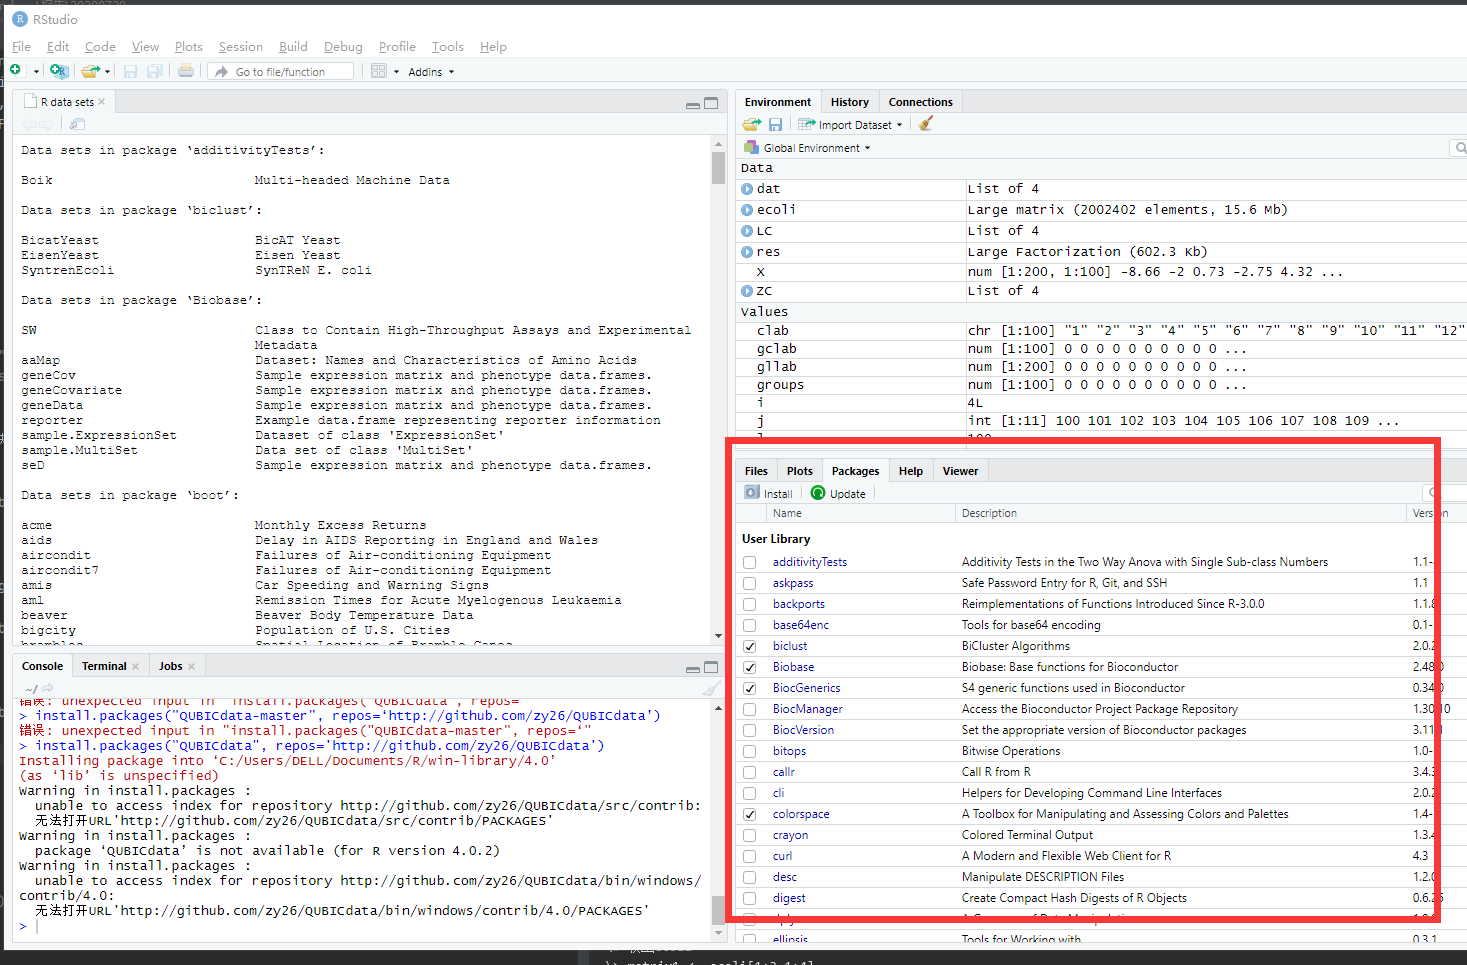 RStudio
File Edit Code View Plots Session Build Debug Profile Tools Help
Go to file/function Addins
R data sets
Data sets in package ‘additivityTests’:
Boik Multi-headed Machine Data
Data sets in package ‘biclust’:
BicatYeast BicAT Yeast
EisenYeast Eisen Yeast
SyntrenEcoli SynTReN E. coli
Data sets in package ‘Biobase’:
SW Class to Contain High-Throughput Assays and Experimental
Metadata
aaMap Dataset: Names and Characteristics of Amino Acids
geneCov Sample expression matrix and phenotype data.frames.
geneCovariate Sample expression matrix and phenotype data.frames.
geneData Sample expression matrix and phenotype data.frames.
reporter Example data.frame representing reporter information
sample.ExpressionSet Dataset of class 'ExpressionSet'
sample.MultiSet Data set of class 'MultiSet'
seD Sample expression matrix and phenotype data.frames.
Data sets in package ‘boot’:
acme Monthly Excess Returns
aids Delay in AIDS Reporting in England and Wales
aircondit Failures of Air-conditioning Equipment
aircondit7 Failures of Air-conditioning Equipment
amis Car Speeding and Warning Signs
aml Remission Times for Acute Myelogenous Leukaemia
beaver Beaver Body Temperature Data
bigcity Population of U.S. Cities
brambles Spatial Location of Bramble Canes
Console Terminal Jobs
~/
错误: unexpected input in "install.packages(“QUBICdata", repos=‘"
> install.packages("QUBICdata-master", repos=‘http://github.com/zy26/QUBICdata’)
错误: unexpected input in "install.packages("QUBICdata-master", repos=‘"
> install.packages("QUBICdata", repos='http://github.com/zy26/QUBICdata')
Installing package into ‘C:/Users/DELL/Documents/R/win-library/4.0’
(as ‘lib’ is unspecified)
Warning in install.packages :
unable to access index for repository http://github.com/zy26/QUBICdata/src/contrib:
无法打开URL'http://github.com/zy26/QUBICdata/src/contrib/PACKAGES'
Warning in install.packages :
package ‘QUBICdata’ is not available (for R version 4.0.2)
Warning in install.packages :
unable to access index for repository http://github.com/zy26/QUBICdata/bin/windows/
contrib/4.0:
无法打开URL'http://github.com/zy26/QUBICdata/bin/windows/contrib/4.0/PACKAGES'
>
Environment History Connections
Import Dataset
Global Environment
Data
dat List of 4
ecoli Large matrix (2002402 elements, 15.6 Mb)
LC List of 4
res Large Factorization (602.3 Kb)
X num [1:200, 1:100] -8.66 -2 0.73 -2.75 4.32 ...
ZC List of 4
Values
clab chr [1:100] "1" "2" "3" "4" "5" "6" "7" "8" "9" "10" "11" "12"
gclab num [1:100] 0 0 0 0 0 0 0 0 0 0 ...
gllab num [1:200] 0 0 0 0 0 0 0 0 0 0 ...
groups num [1:100] 0 0 0 0 0 0 0 0 0 0 ...
i 4L
j int [1:11] 100 101 102 103 104 105 106 107 108 109 ...
Files Plots Packages Help Viewer
Install Update
Name Description Version
User Library
additivityTests Additivity Tests in the Two Way Anova with Single Sub-class Numbers 1.1-
askpass Safe Password Entry for R, Git, and SSH 1.1
backports Reimplementations of Functions Introduced Since R-3.0.0 1.1.8
base64enc Tools for base64 encoding 0.1-
biclust BiCluster Algorithms 2.0.2
Biobase Biobase: Base functions for Bioconductor 2.48.0
BiocGenerics S4 generic functions used in Bioconductor 0.34.0
BiocManager Access the Bioconductor Project Package Repository 1.30.10
BiocVersion Set the appropriate version of Bioconductor packages 3.11.1
bitops Bitwise Operations 1.0-
callr Call R from R 3.4.3
cli Helpers for Developing Command Line Interfaces 2.0.2
colorspace A Toolbox for Manipulating and Assessing Colors and Palettes 1.4-
crayon Colored Terminal Output 1.3.4
curl A Modern and Flexible Web Client for R 4.3
desc Manipulate DESCRIPTION Files 1.2.0
digest Create Compact Hash Digests of R Objects 0.6.25
ellipsis Tools for Working with 0.3.1